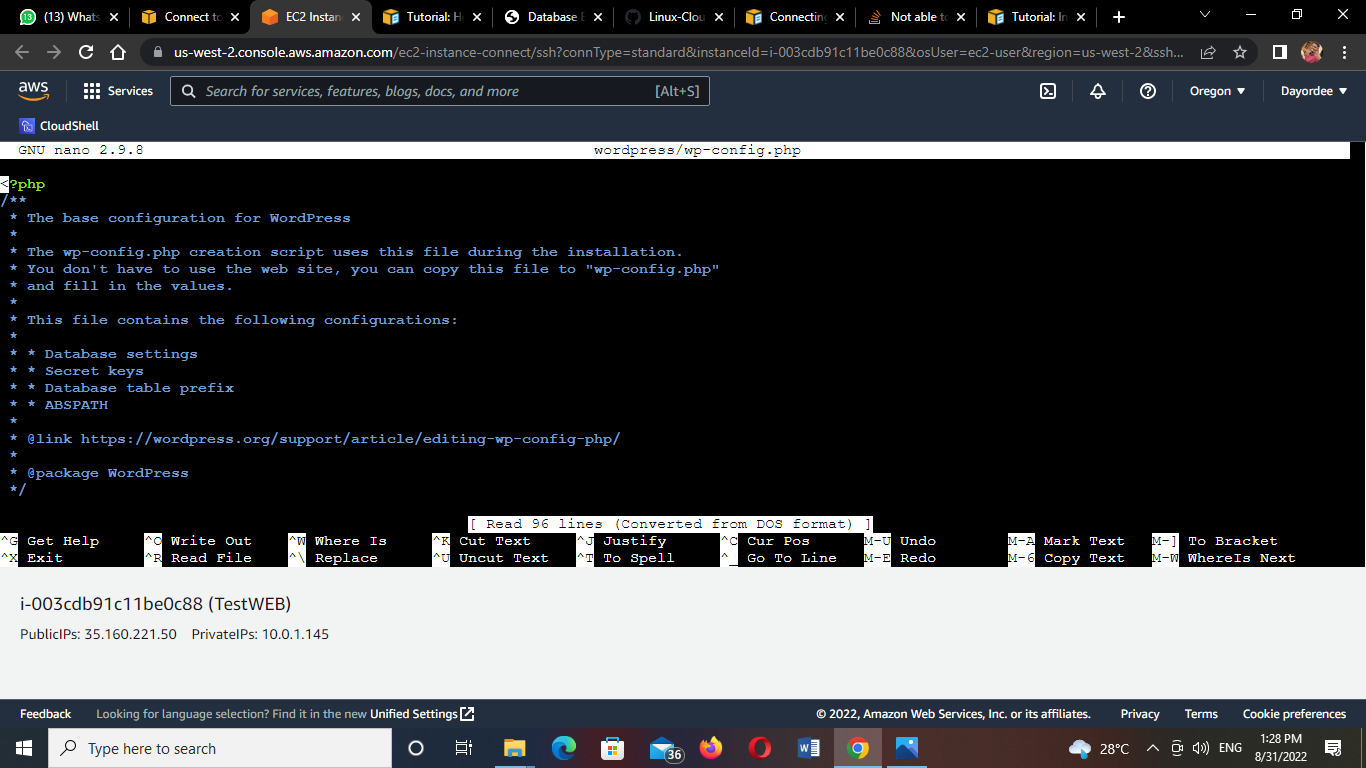 (13) Whats
Connect to
EC2 Instan
Tutorial: H
Database E
Linux-Clou
Connecting
Not able to
Tutorial: In
us-west-2.console.aws.amazon.com/ec2-instance-connect/ssh?connType=standard&instanceId=i-003cdb91c11be0c88&osUser=ec2-user&region=us-west-2&ssh...
aws
Services
Search for services, features, blogs, docs, and more
[Alt+S]
Oregon
Dayordee
CloudShell
GNU nano 2.9.8 wordpress/wp-config.php
<?php
/**
 * The base configuration for WordPress
 *
 * The wp-config.php creation script uses this file during the installation.
 * You don't have to use the web site, you can copy this file to "wp-config.php"
 * and fill in the values.
 *
 * This file contains the following configurations:
 *
 * * Database settings
 * * Secret keys
 * * Database table prefix
 * * ABSPATH
 *
 * @link https://wordpress.org/support/article/editing-wp-config-php/
 *
 * @package WordPress
 */
[ Read 96 lines (Converted from DOS format) ]
^G Get Help ^O Write Out ^W Where Is ^K Cut Text ^J Justify ^C Cur Pos M-U Undo M-A Mark Text M-] To Bracket
^X Exit ^R Read File ^\ Replace ^U Uncut Text ^T To Spell ^_ Go To Line M-E Redo M-6 Copy Text M-W WhereIs Next
i-003cdb91c11be0c88 (TestWEB)
PublicIPs: 35.160.221.50 PrivateIPs: 10.0.1.145
Feedback Looking for language selection? Find it in the new Unified Settings
© 2022, Amazon Web Services, Inc. or its affiliates. Privacy Terms Cookie preferences
Type here to search
36
28°C
ENG
1:28 PM
8/31/2022